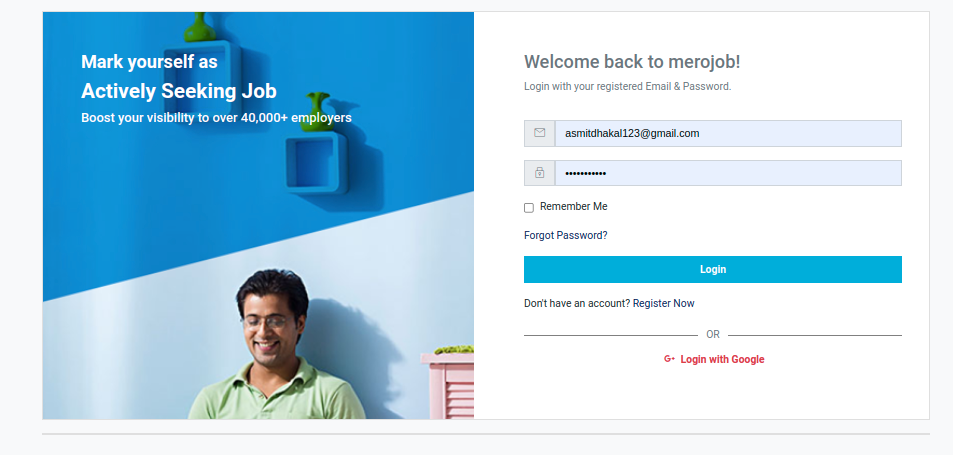 Mark yourself as
Actively Seeking Job
Boost your visibility to over 40,000+ employers
Welcome back to merojob!
Login with your registered Email & Password.
asmitdhakal123@gmail.com
•••••••••••
Remember Me
Forgot Password?
Login
Don't have an account? Register Now
OR
G+ Login with Google